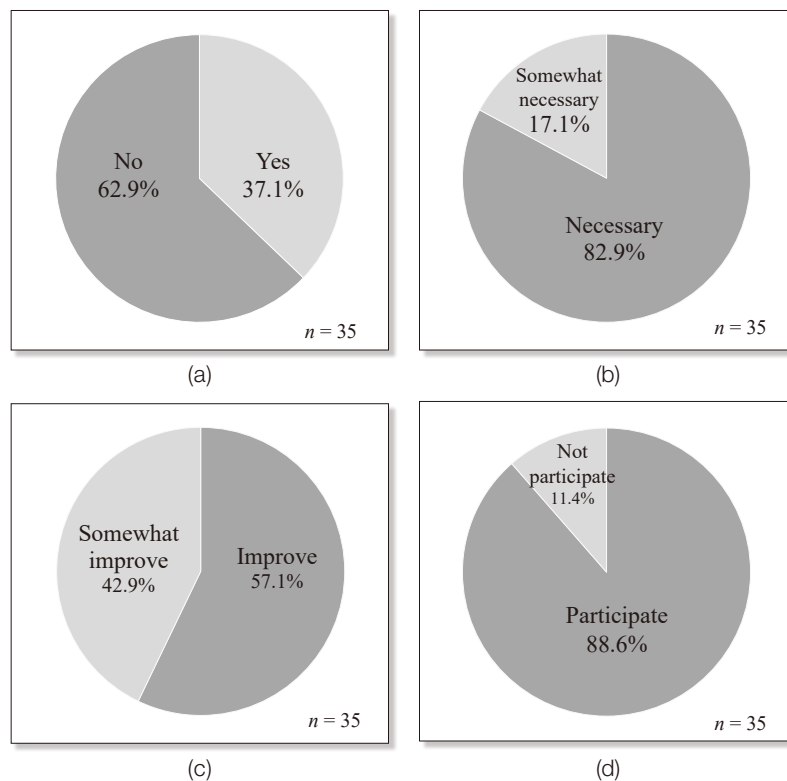 No
62.9%
Yes
37.1%
n = 35
(a)
Somewhat
necessary
17.1%
Necessary
82.9%
n = 35
(b)
Somewhat
improve
42.9%
Improve
57.1%
n = 35
(c)
Not
participate
11.4%
Participate
88.6%
n = 35
(d)